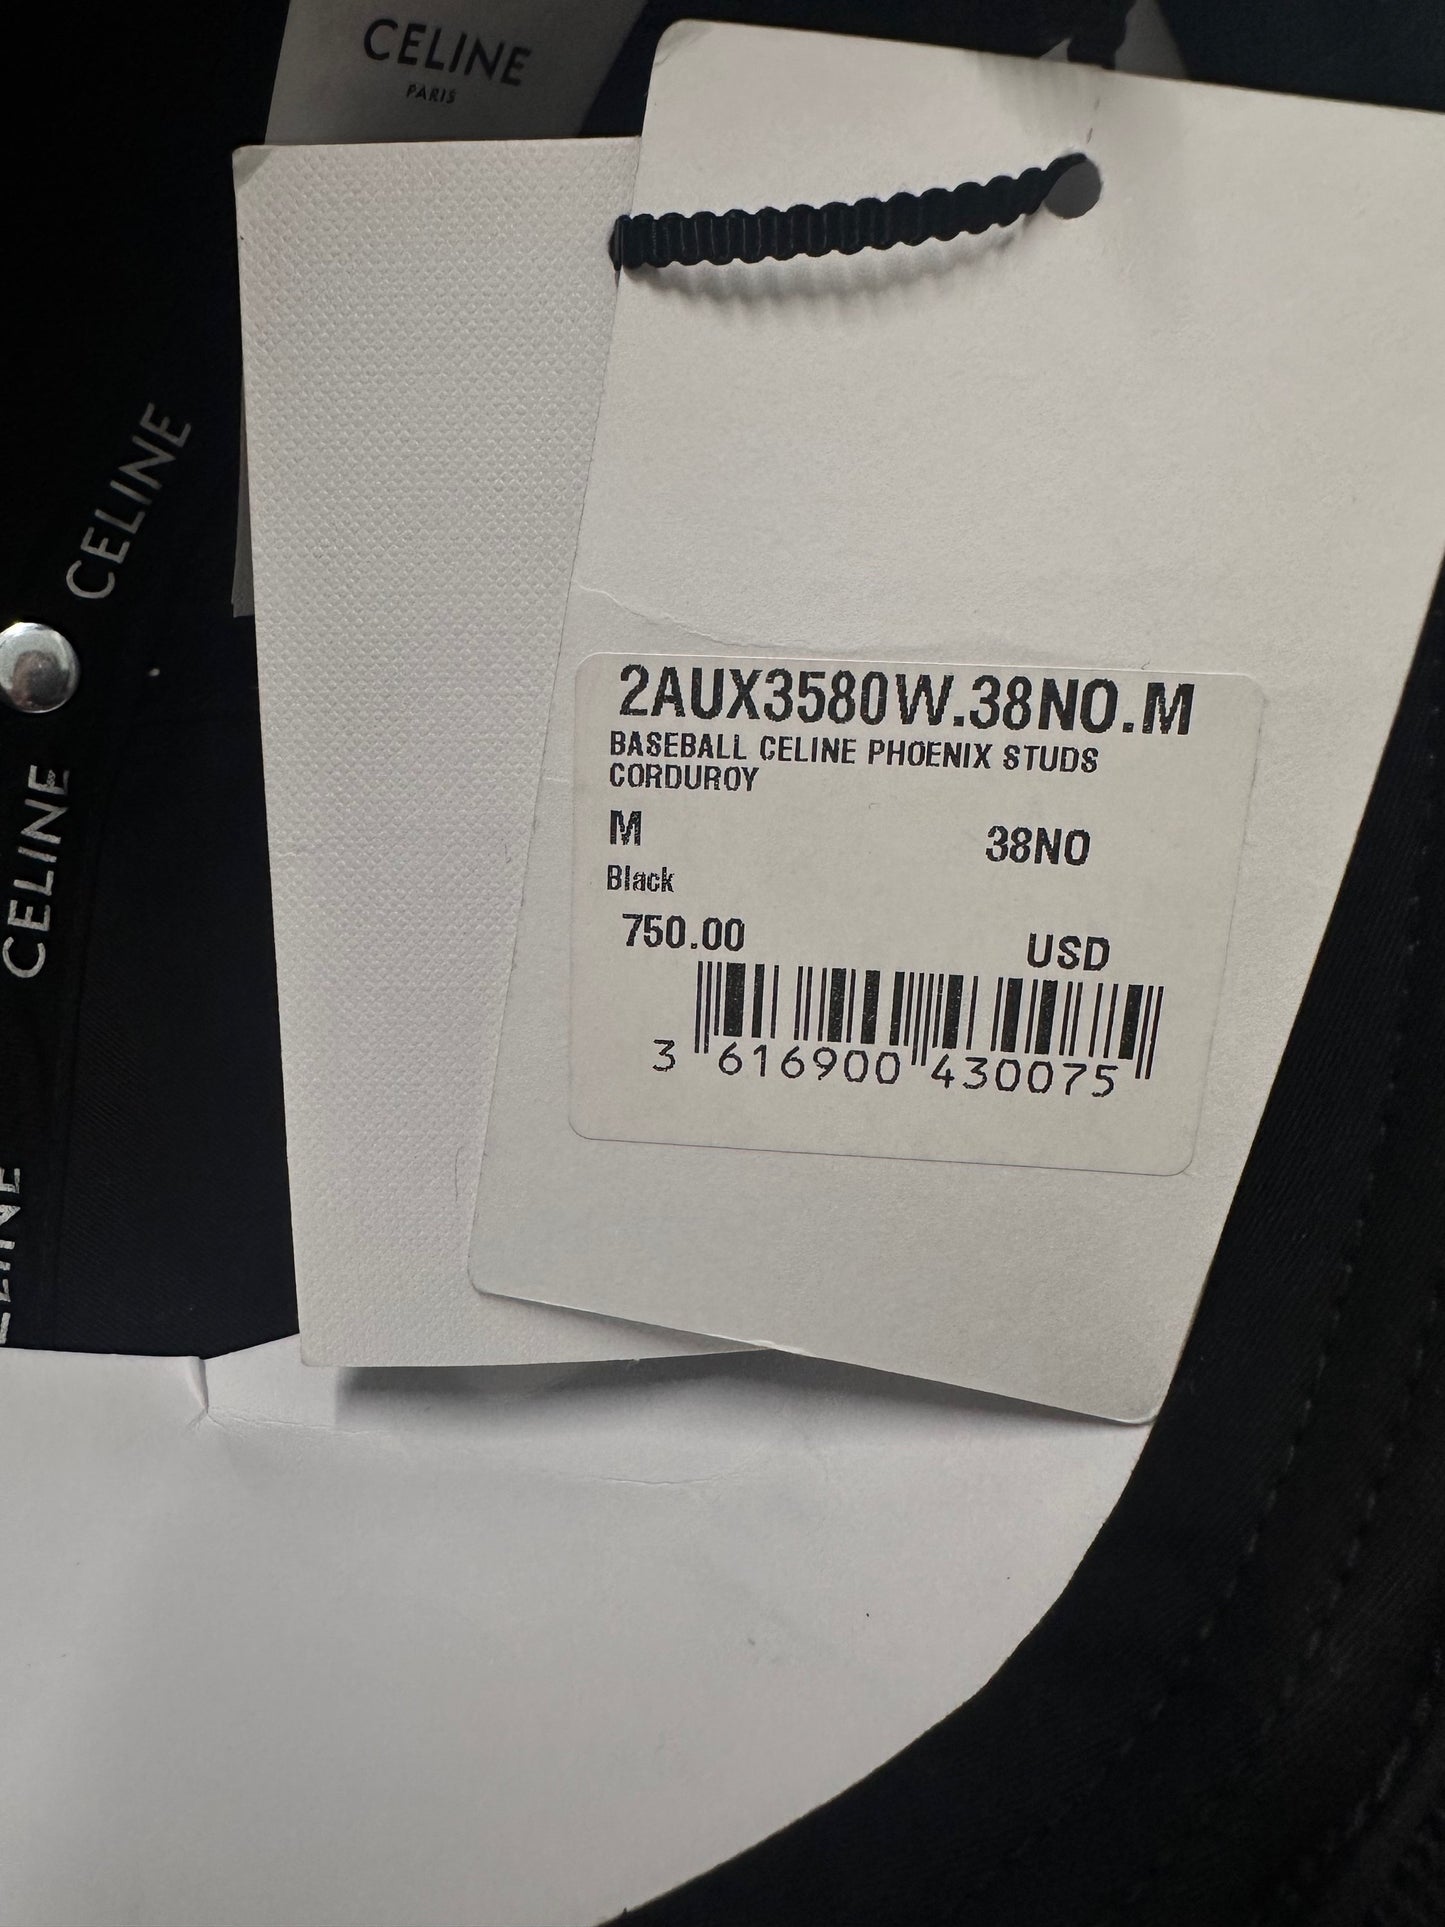 CELINE
PARIS
CELINE
CELINE
2AUX3580W.38NO.M
BASEBALL CELINE PHOENIX STUDS
CORDUROY
M 38NO
Black
750.00 USD
3 616900 430075